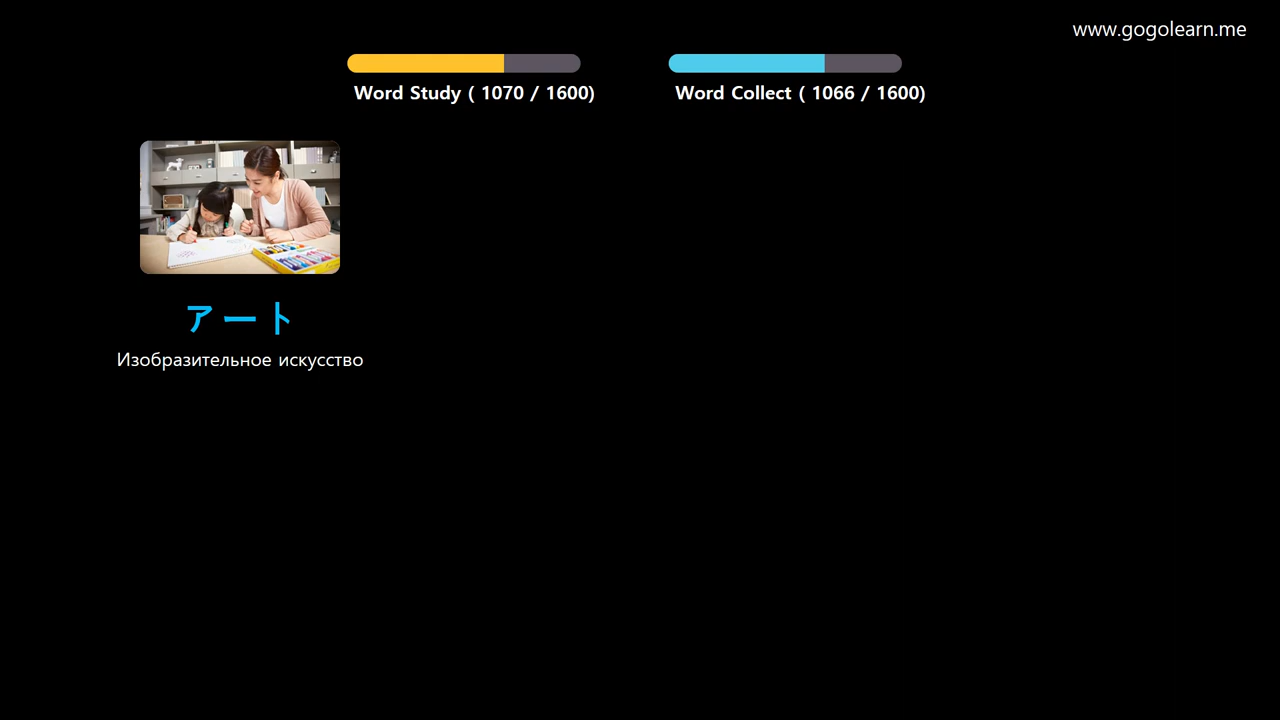 www.gogolearn.me
Word Study ( 1070 / 1600)
Word Collect ( 1066 / 1600)
アート
Изобразительное искусство